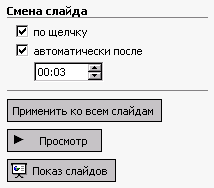 Смена слайда
по щелчку
автоматически после
00:03
Применить ко всем слайдам
Просмотр
Показ слайдов